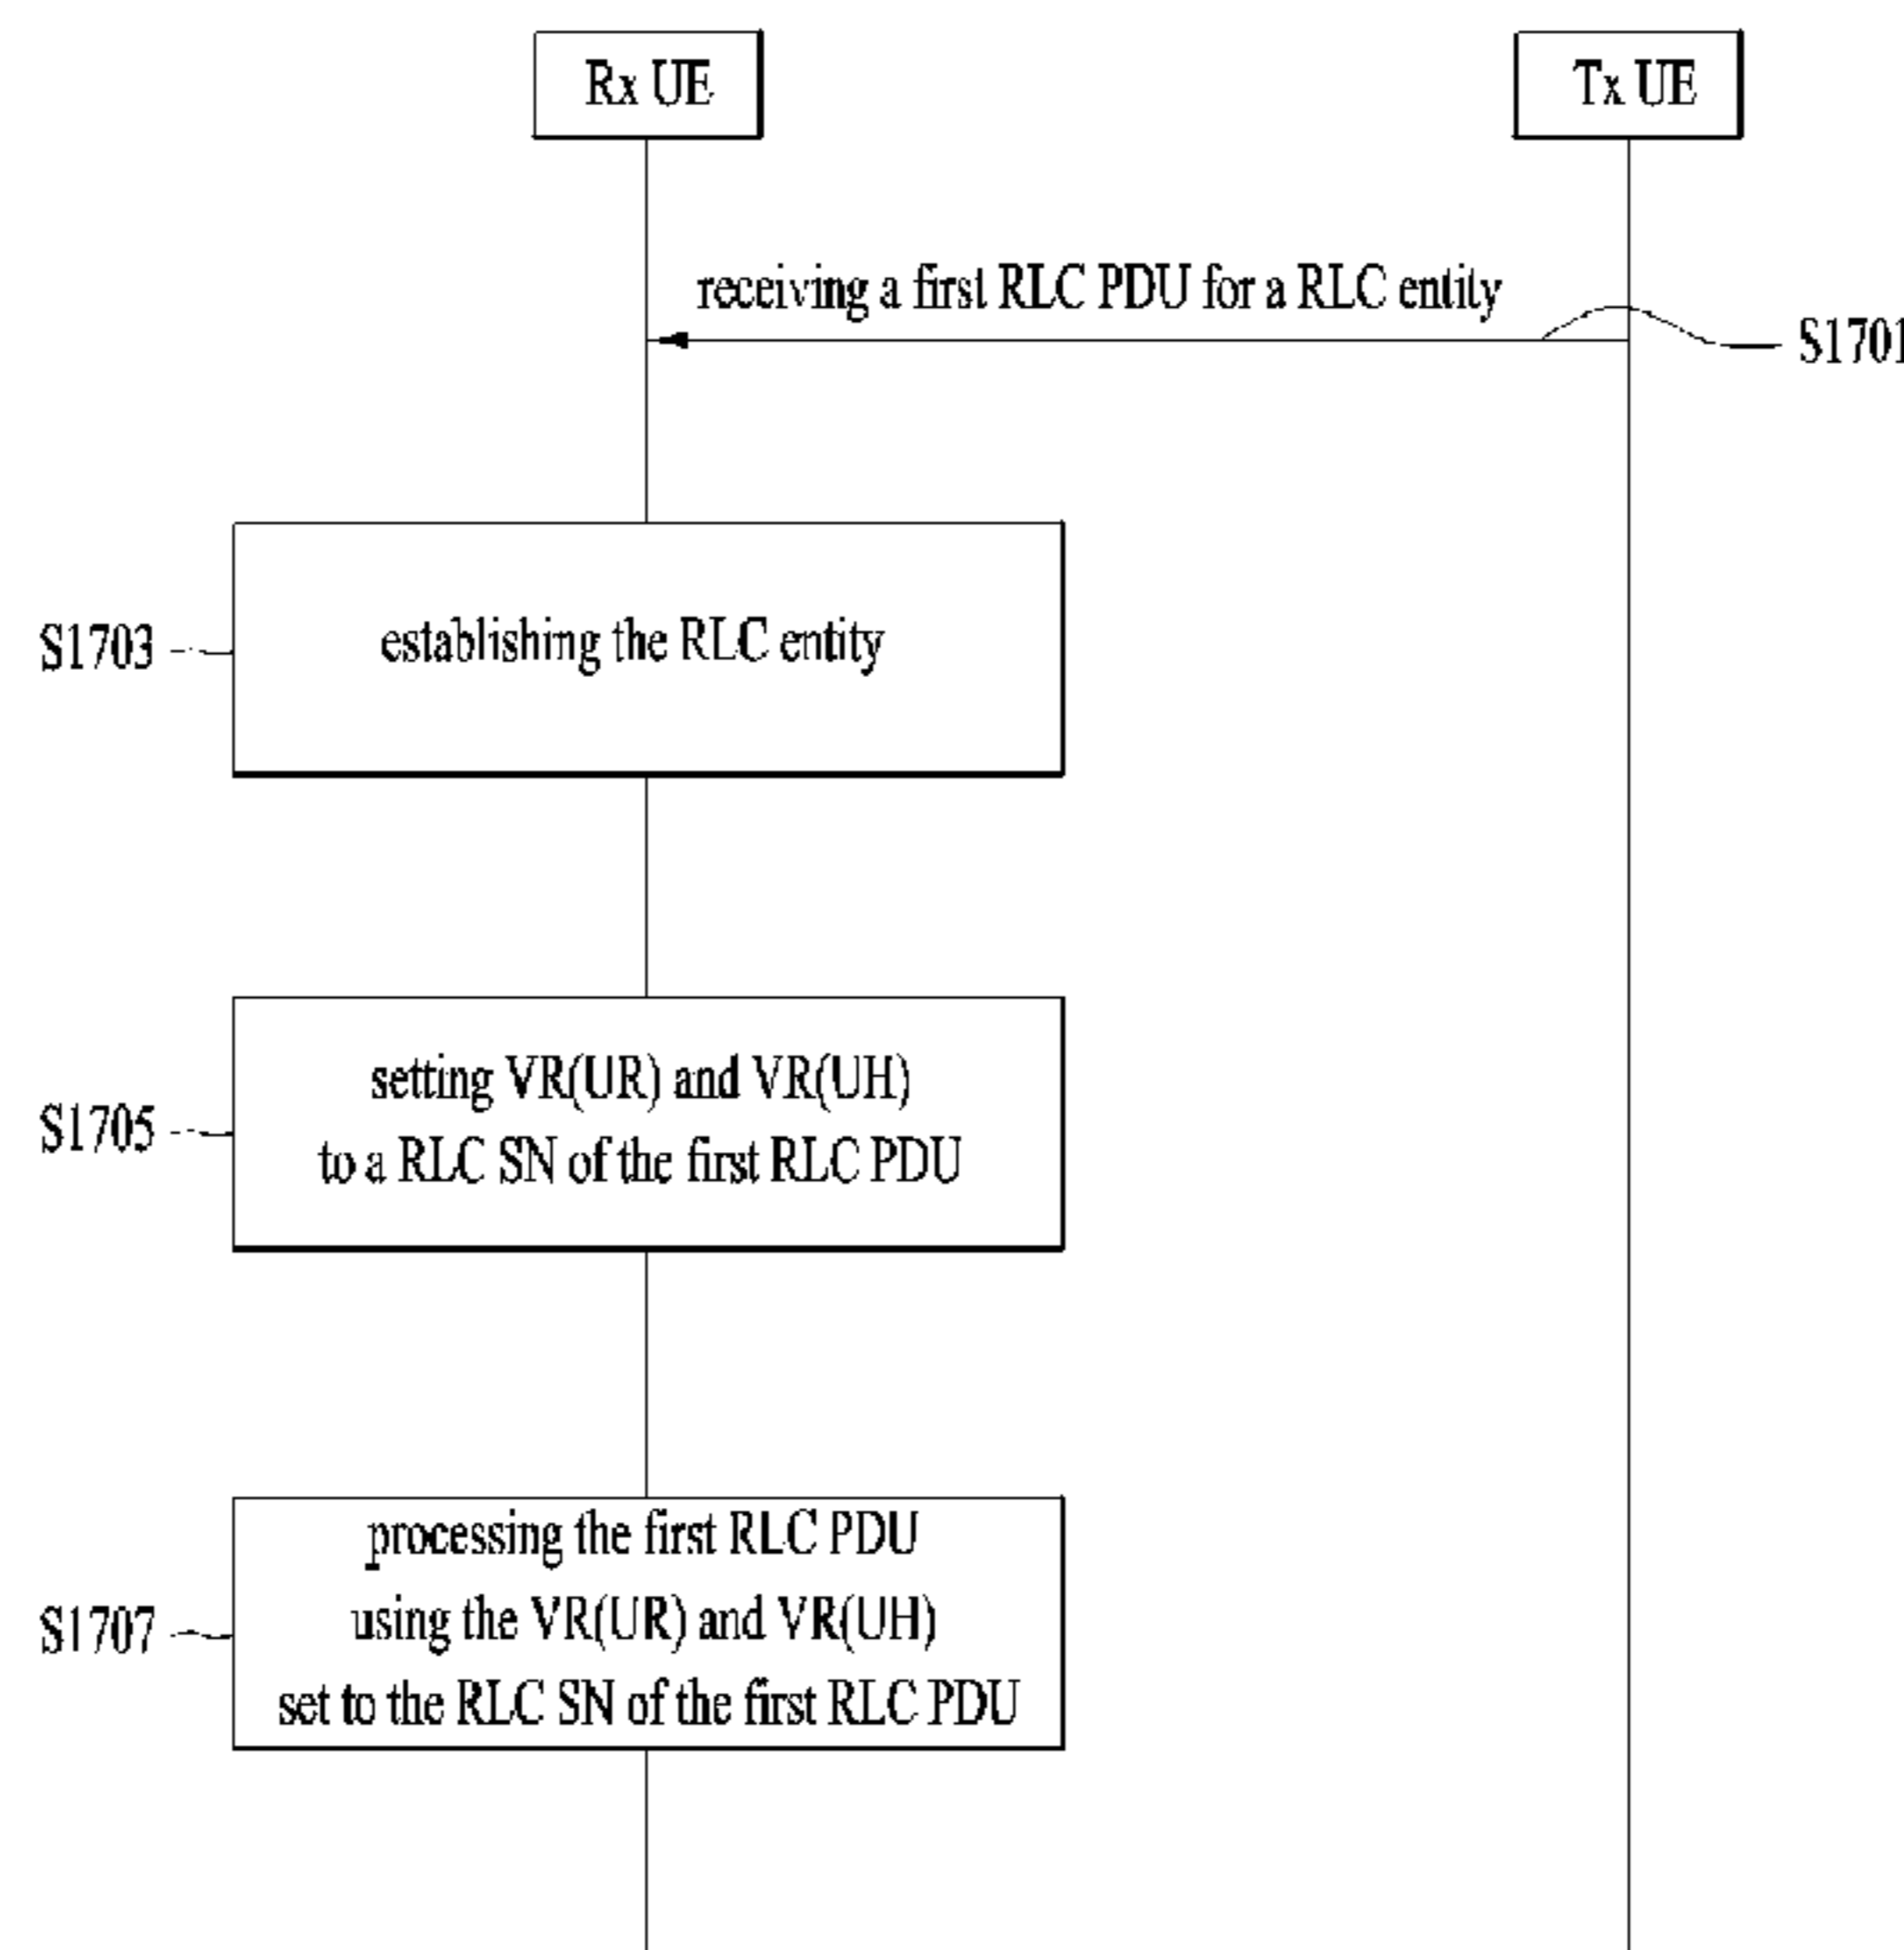 Rx UE
Tx UE
receiving a first RLC PDU for a RLC entity
S1701
establishing the RLC entity
S1703
setting VR(UR) and VR(UH)
to a RLC SN of the first RLC PDU
S1705
processing the first RLC PDU
using the VR(UR) and VR(UH)
set to the RLC SN of the first RLC PDU
S1707